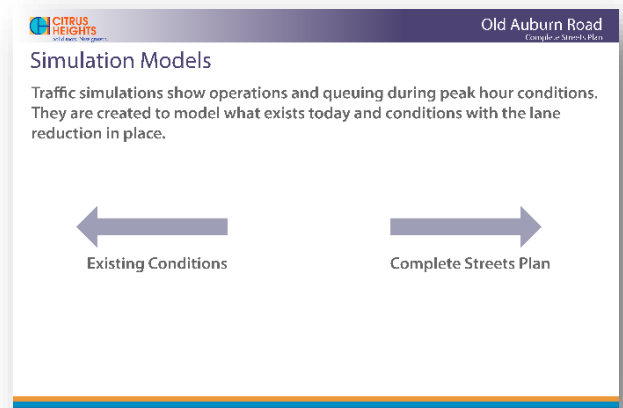 CITRUS
HEIGHTS
Old Auburn Road
Complete Streets Plan
Simulation Models
Traffic simulations show operations and queuing during peak hour conditions.
They are created to model what exists today and conditions with the lane
reduction in place.
Existing Conditions
Complete Streets Plan